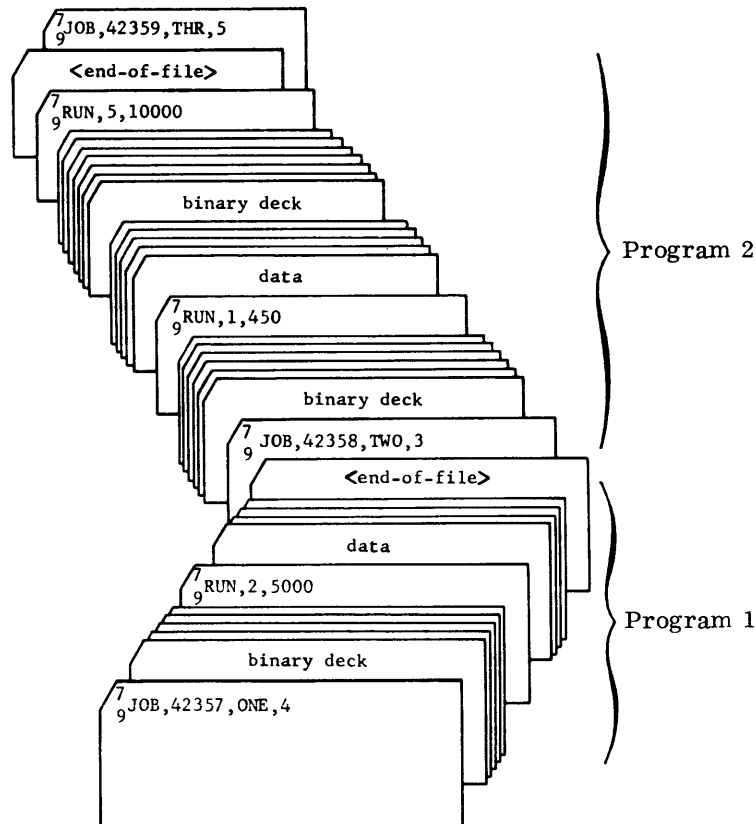 7
9JOB,42359,THR,5
<end-of-file>
7
9RUN,5,10000
binary deck
Program 2
data
7
9RUN,1,450
binary deck
7
9 JOB,42358,TWO,3
<end-of-file>
data
7
9RUN,2,5000
Program 1
binary deck
7
9JOB,42357,ONE,4